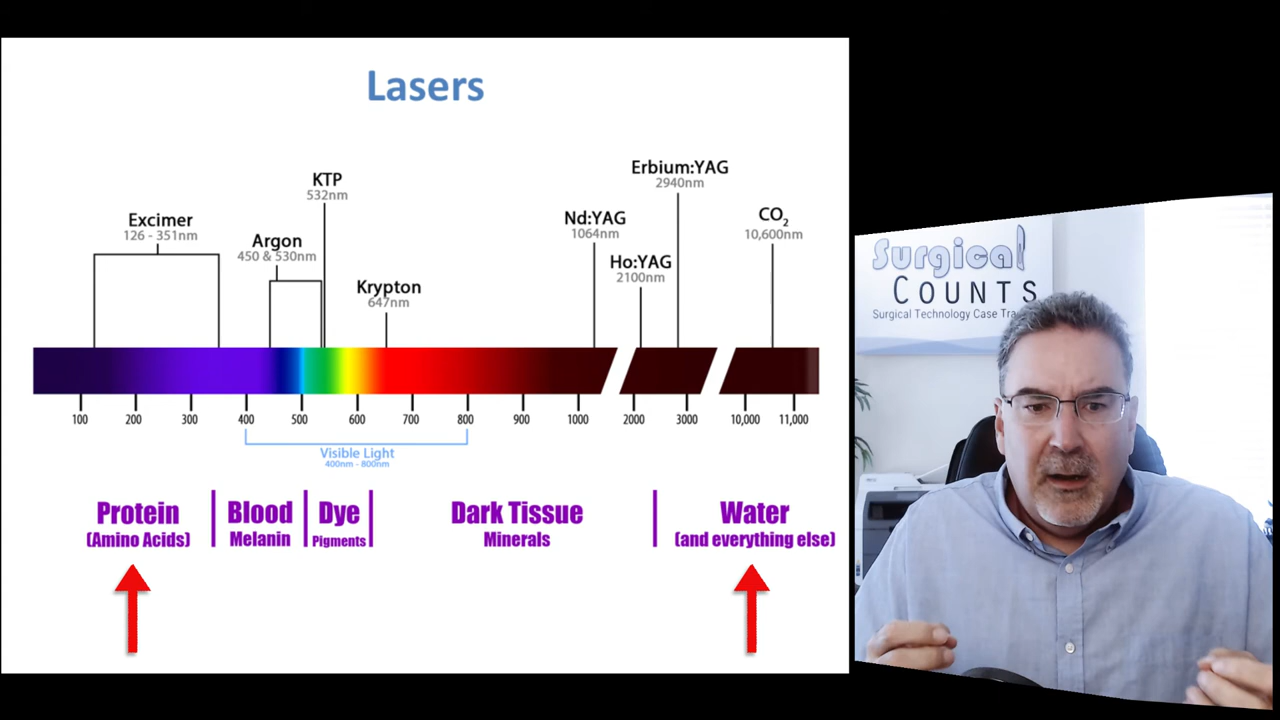 Lasers
Erbium:YAG
2940nm
KTP
532nm
Excimer
126 - 351nm
Nd:YAG
1064nm
CO₂
10,600nm
Argon
450 & 530nm
Ho:YAG
2100nm
Krypton
647nm
100 200 300 400 500 600 700 800 900 1000 2000 3000 10,000 11,000
Visible Light
400nm - 800nm
Protein
(Amino Acids)
Blood
Melanin
Dye
Pigments
Dark Tissue
Minerals
Water
(and everything else)
Surgical
COUNTS
Surgical Technology Case